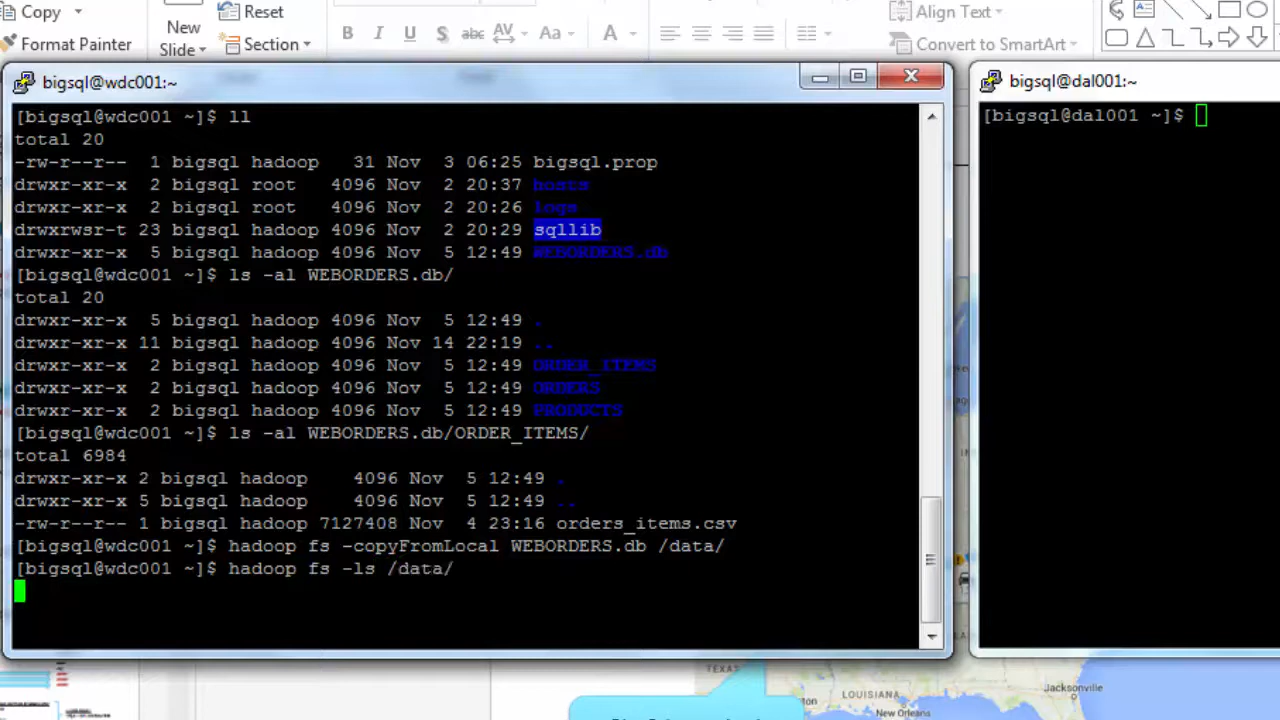 Copy
Format Painter
New
Slide
Reset
Section
B I U S abc AV Aa A
Align Text
Convert to SmartArt
bigsql@wdc001:~
[bigsql@wdc001 ~]$ ll
total 20
-rw-r--r--  1 bigsql hadoop   31 Nov  3 06:25 bigsql.prop
drwxr-xr-x  2 bigsql root   4096 Nov  2 20:37 hosts
drwxr-xr-x  2 bigsql root   4096 Nov  2 20:26 logs
drwxrwsr-t 23 bigsql hadoop 4096 Nov  2 20:29 sqllib
drwxr-xr-x  5 bigsql hadoop 4096 Nov  5 12:49 WEBORDERS.db
[bigsql@wdc001 ~]$ ls -al WEBORDERS.db/
total 20
drwxr-xr-x  5 bigsql hadoop 4096 Nov  5 12:49 .
drwxr-xr-x 11 bigsql hadoop 4096 Nov 14 22:19 ..
drwxr-xr-x  2 bigsql hadoop 4096 Nov  5 12:49 ORDER_ITEMS
drwxr-xr-x  2 bigsql hadoop 4096 Nov  5 12:49 ORDERS
drwxr-xr-x  2 bigsql hadoop 4096 Nov  5 12:49 PRODUCTS
[bigsql@wdc001 ~]$ ls -al WEBORDERS.db/ORDER_ITEMS/
total 6984
drwxr-xr-x 2 bigsql hadoop    4096 Nov  5 12:49 .
drwxr-xr-x 5 bigsql hadoop    4096 Nov  5 12:49 ..
-rw-r--r-- 1 bigsql hadoop 7127408 Nov  4 23:16 orders_items.csv
[bigsql@wdc001 ~]$ hadoop fs -copyFromLocal WEBORDERS.db /data/
[bigsql@wdc001 ~]$ hadoop fs -ls /data/
bigsql@dal001:~
[bigsql@dal001 ~]$
TEXAS
LOUISIANA
New Orleans
Jacksonville